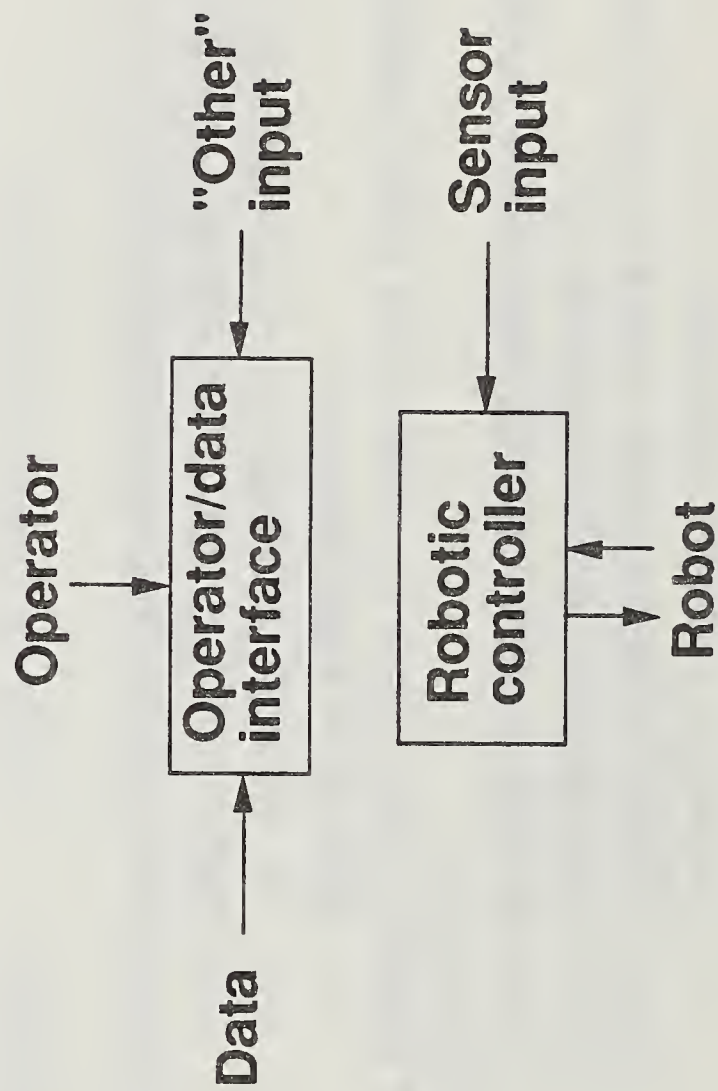 Operator
Data
Operator/data
interface
"Other"
input
Robotic
controller
Sensor
input
Robot